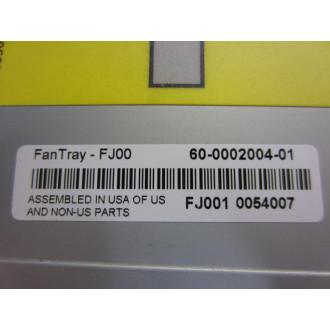 FanTray - FJ00 60-0002004-01
ASSEMBLED IN USA OF US FJ001 0054007
AND NON-US PARTS